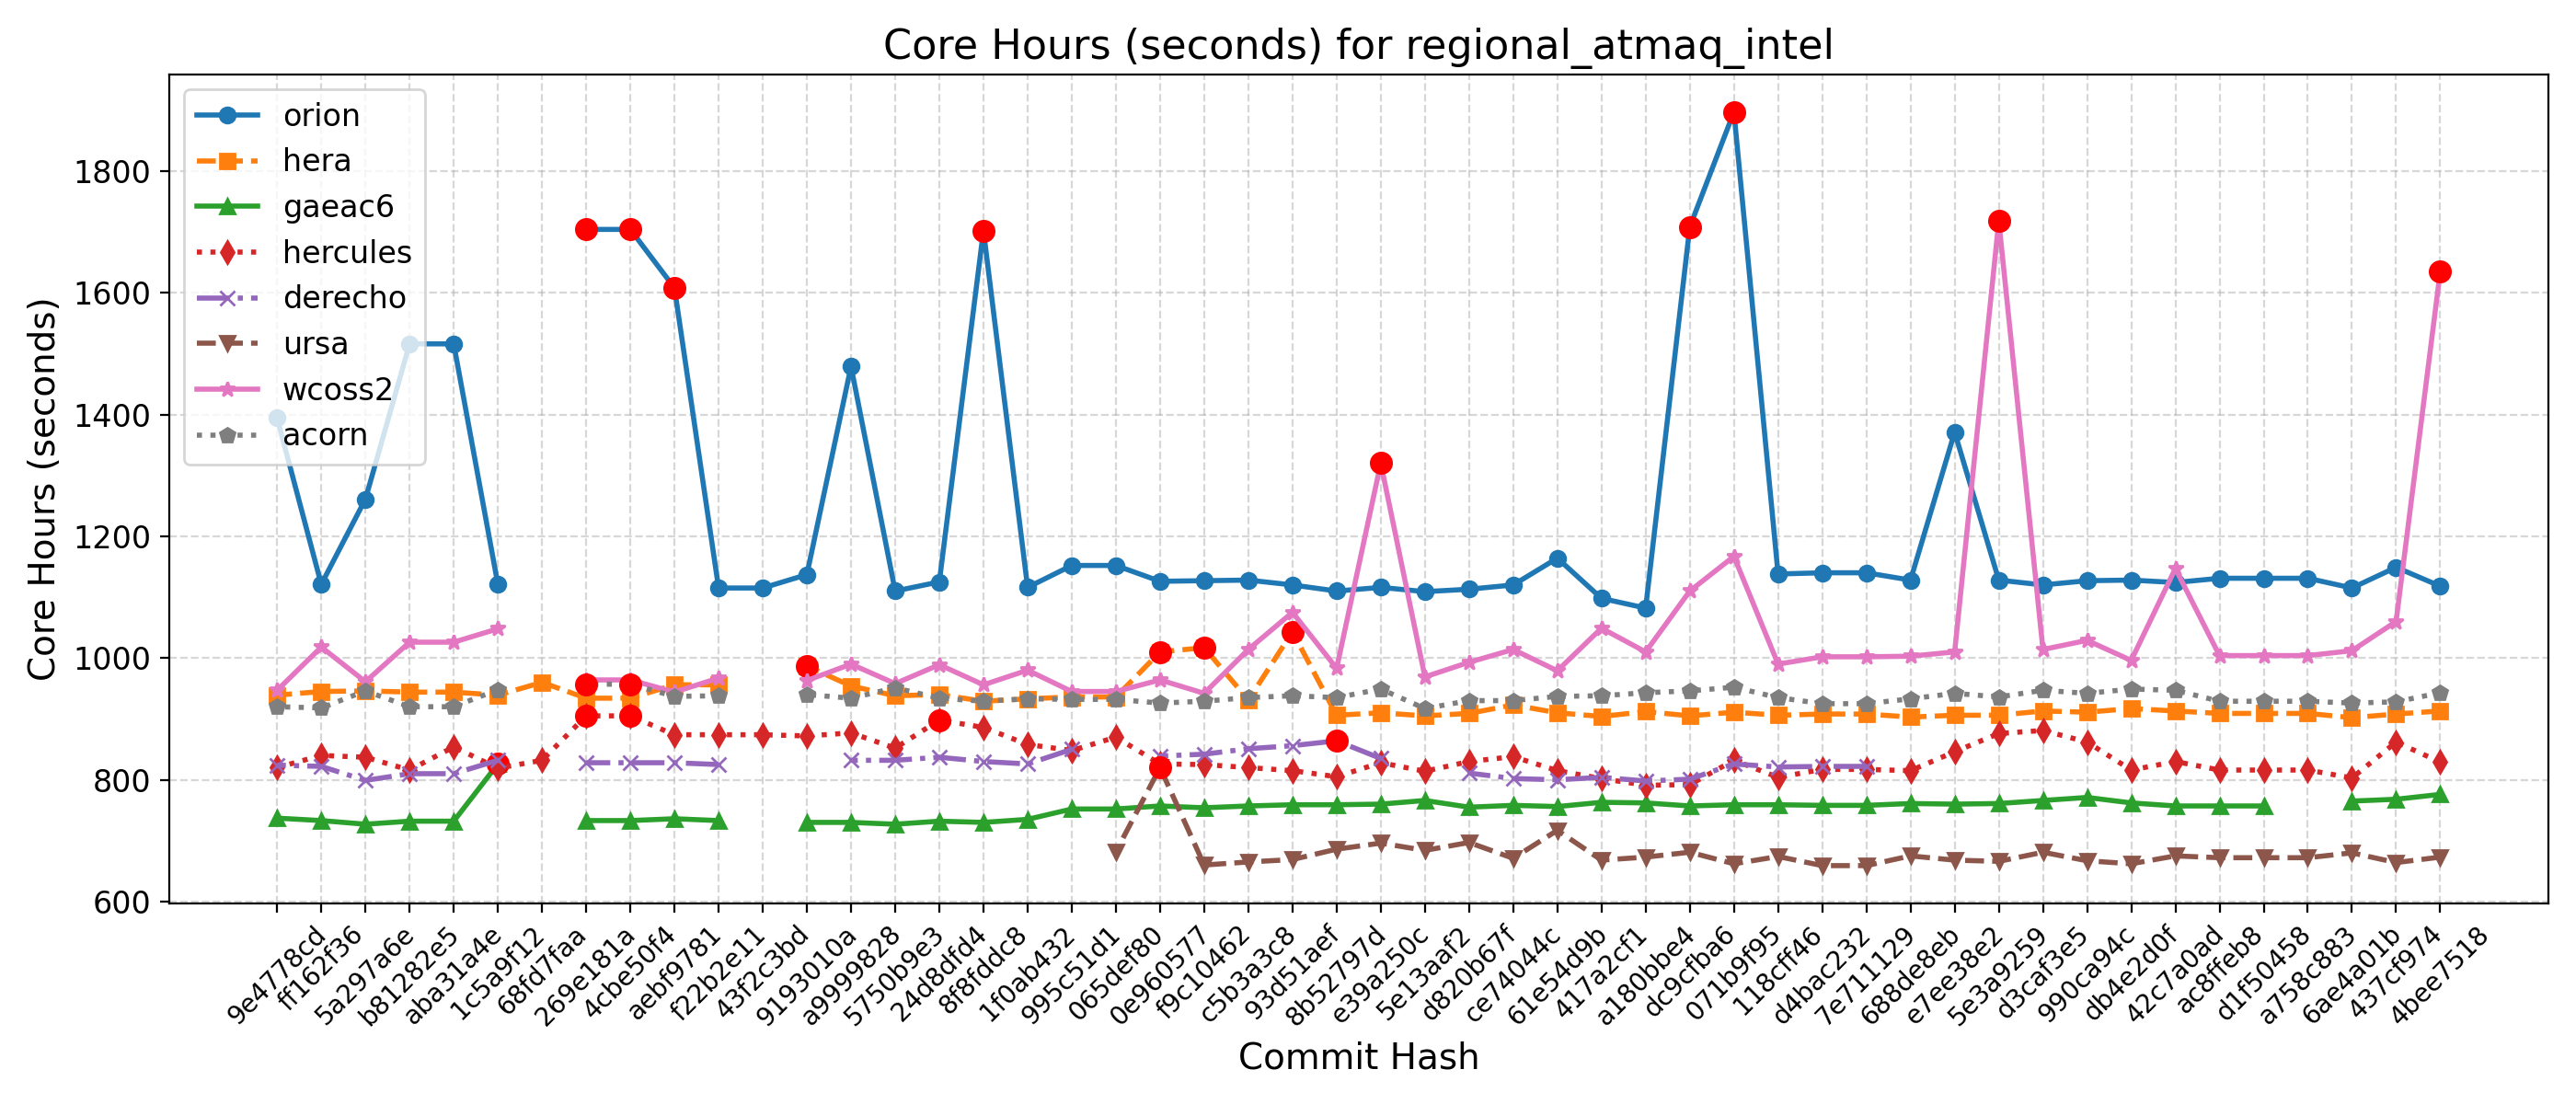 Core Hours (seconds) for regional_atmaq_intel
Core Hours (seconds)
1800
1600
1400
1200
1000
800
600
orion
hera
gaeac6
hercules
derecho
ursa
wcoss2
acorn
9e4778cd
ff162f36
5a297a6e
b81282e5
aba31a4e
1c5a9f12
68fd7faa
269e181a
4cbe50f4
aebf9781
f22b2e11
43f2c3bd
9193010a
a9999828
5750b9e3
24d8dfd4
8f8fddc8
1f0ab432
995c51d1
065def80
0e960577
f9c10462
c5b3a3c8
93d51aef
8b52797d
e39a250c
5e13aaf2
d820b67f
ce74044c
61e54d9b
417a2cf1
a180bbe4
dc9cfba6
071b9f95
118cff46
d4bac232
7e711129
688de8eb
e7ee38e2
5e3a9259
d3caf3e5
990ca94c
db4e2d0f
42c7a0ad
ac8ffeb8
d1f50458
a758c883
6ae4a01b
437cf974
4bee7518
Commit Hash